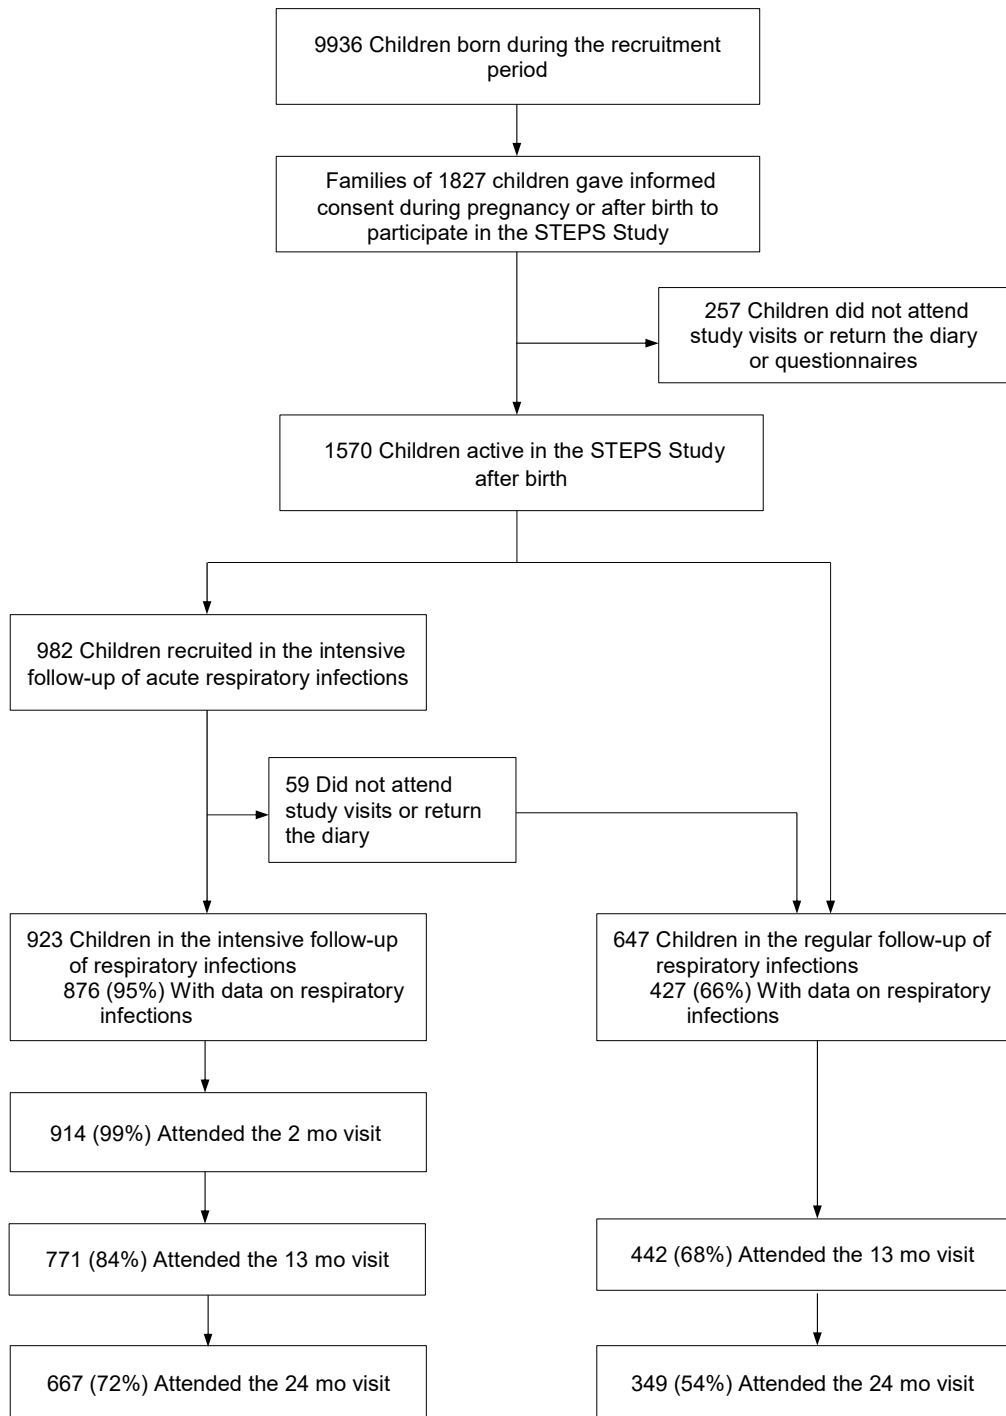 9936 Children born during the recruitment
period
Families of 1827 children gave informed
consent during pregnancy or after birth to
participate in the STEPS Study
257 Children did not attend
study visits or return the diary
or questionnaires
1570 Children active in the STEPS Study
after birth
982 Children recruited in the intensive
follow-up of acute respiratory infections
59 Did not attend
study visits or return
the diary
923 Children in the intensive follow-up
of respiratory infections
876 (95%) With data on respiratory
infections
647 Children in the regular follow-up of
respiratory infections
427 (66%) With data on respiratory
infections
914 (99%) Attended the 2 mo visit
771 (84%) Attended the 13 mo visit
442 (68%) Attended the 13 mo visit
667 (72%) Attended the 24 mo visit
349 (54%) Attended the 24 mo visit